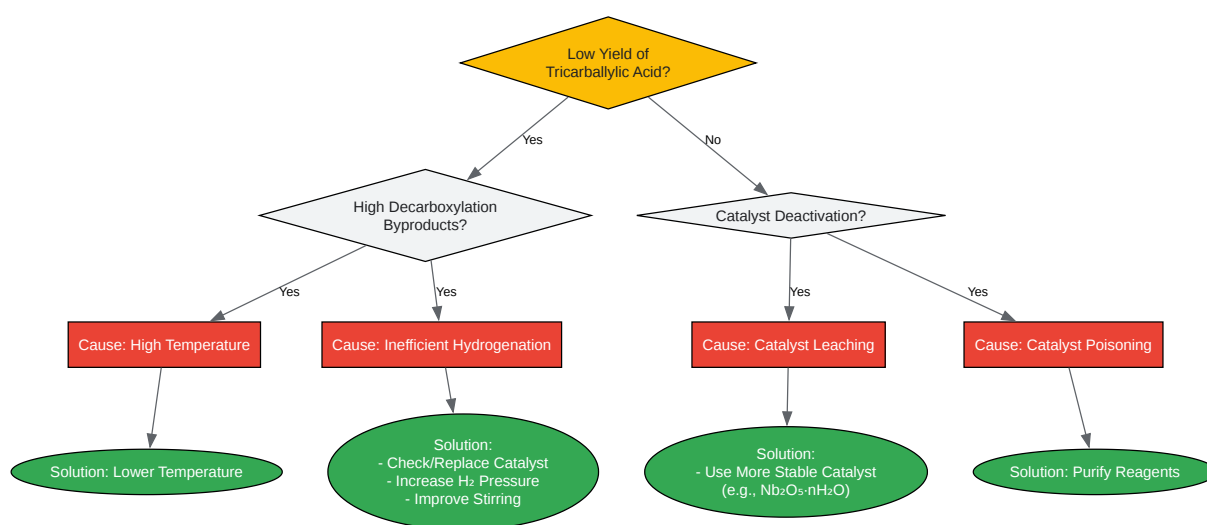 Low Yield of
Tricarballylic Acid?
Yes
No
High Decarboxylation
Byproducts?
Catalyst Deactivation?
Yes
Yes
Yes
Yes
Cause: High Temperature
Cause: Inefficient Hydrogenation
Cause: Catalyst Leaching
Cause: Catalyst Poisoning
Solution: Lower Temperature
Solution:
- Check/Replace Catalyst
- Increase H₂ Pressure
- Improve Stirring
Solution:
- Use More Stable Catalyst
(e.g., Nb₂O₅·nH₂O)
Solution: Purify Reagents